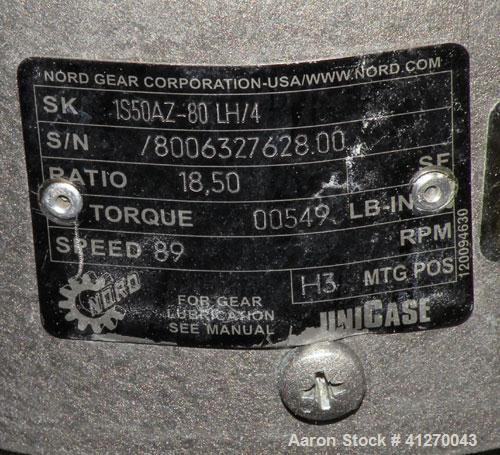 NORD GEAR CORPORATION-USA/WWW.NORD.COM
SK 1S50AZ-80 LH/4
S/N /8006327628.00
RATIO 18,50 SF
TORQUE 00549 LB-IN
SPEED 89 RPM
H3 MTG POS
NORD
FOR GEAR
LUBRICATION
SEE MANUAL
UNICASE
120094630
Aaron Stock # 41270043